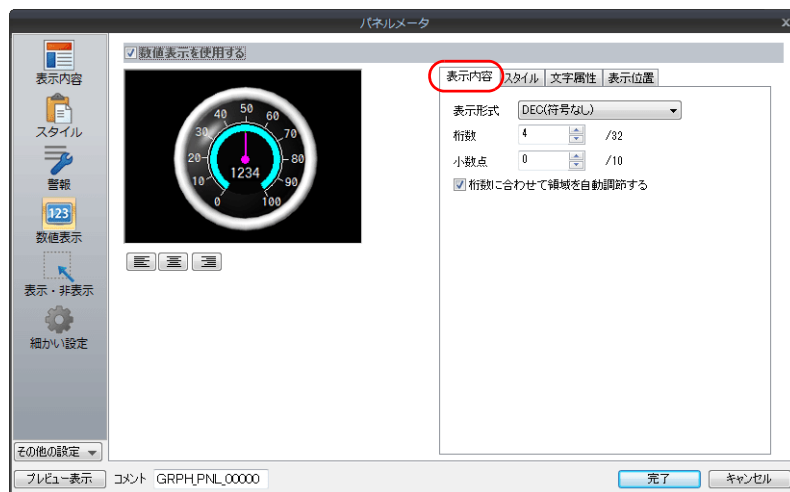 パネルメータ
x
表示内容
スタイル
警報
123
数値表示
表示・非表示
細かい設定
その他の設定
数値表示を使用する
40 50 60
30 70
20 80
10 1234 90
0 100
表示内容 スタイル 文字属性 表示位置
表示形式 DEC(符号なし)
桁数 4 /32
小数点 0 /10
桁数に合わせて領域を自動調節する
プレビュー表示 コメント GRPH_PNL_00000 完了 キャンセル